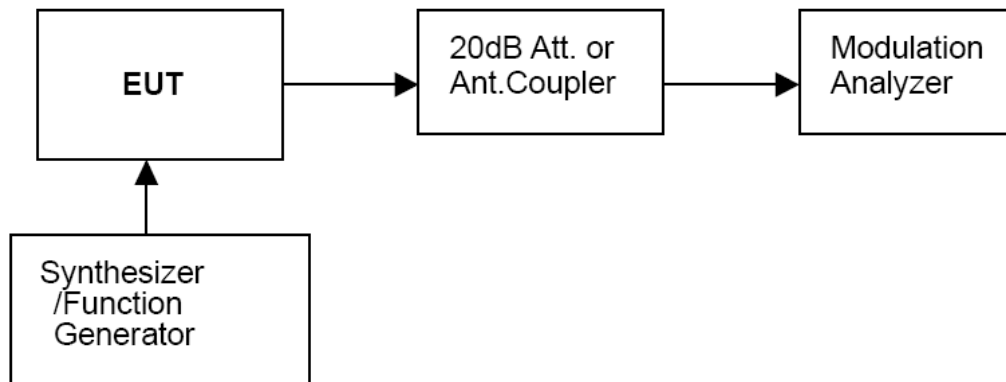 EUT
20dB Att. or
Ant.Coupler
Modulation
Analyzer
Synthesizer
/Function
Generator